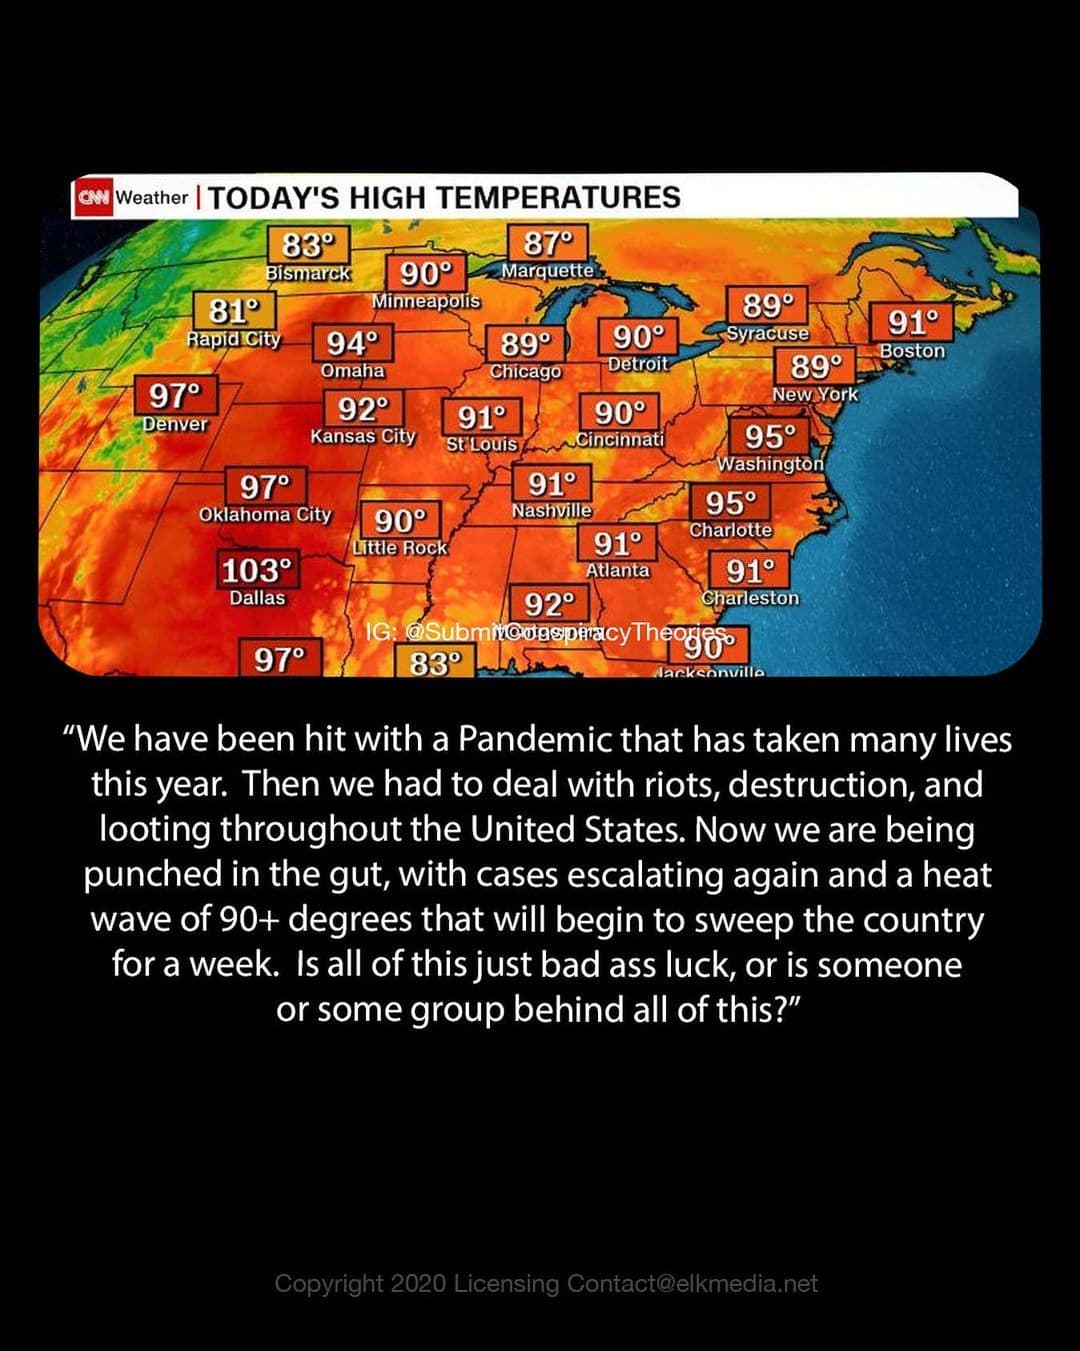 CNN Weather | TODAY'S HIGH TEMPERATURES
83°
Bismarck
87°
Marquette
90°
Minneapolis
81°
Rapid City
89°
Syracuse
91°
Boston
94°
Omaha
89°
Chicago
90°
Detroit
89°
New York
97°
Denver
92°
Kansas City
91°
St Louis
90°
Cincinnati
95°
Washington
97°
Oklahoma City
91°
Nashville
95°
Charlotte
90°
Little Rock
91°
Atlanta
103°
Dallas
91°
Charleston
92°
IG: @SubmitConspiracyTheories
97°
83°
90°
Jacksonville
“We have been hit with a Pandemic that has taken many lives
this year. Then we had to deal with riots, destruction, and
looting throughout the United States. Now we are being
punched in the gut, with cases escalating again and a heat
wave of 90+ degrees that will begin to sweep the country
for a week. Is all of this just bad ass luck, or is someone
or some group behind all of this?”
Copyright 2020 Licensing Contact@elkmedia.net